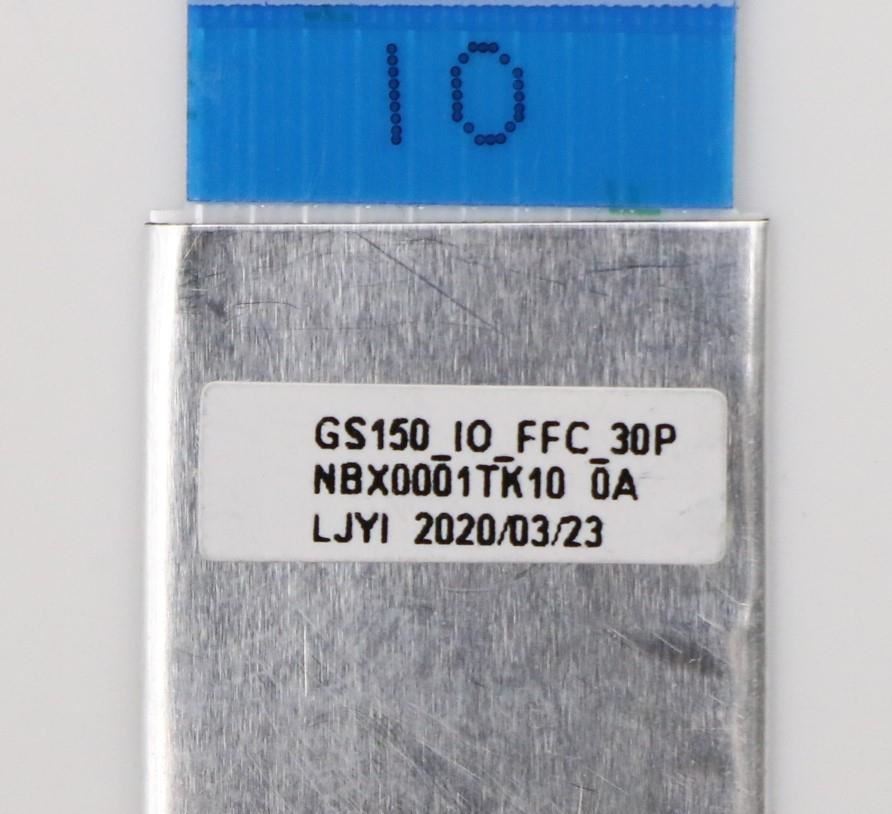 IO
GS150_IO_FFC_30P
NBX0001TK10 0A
LJYI 2020/03/23